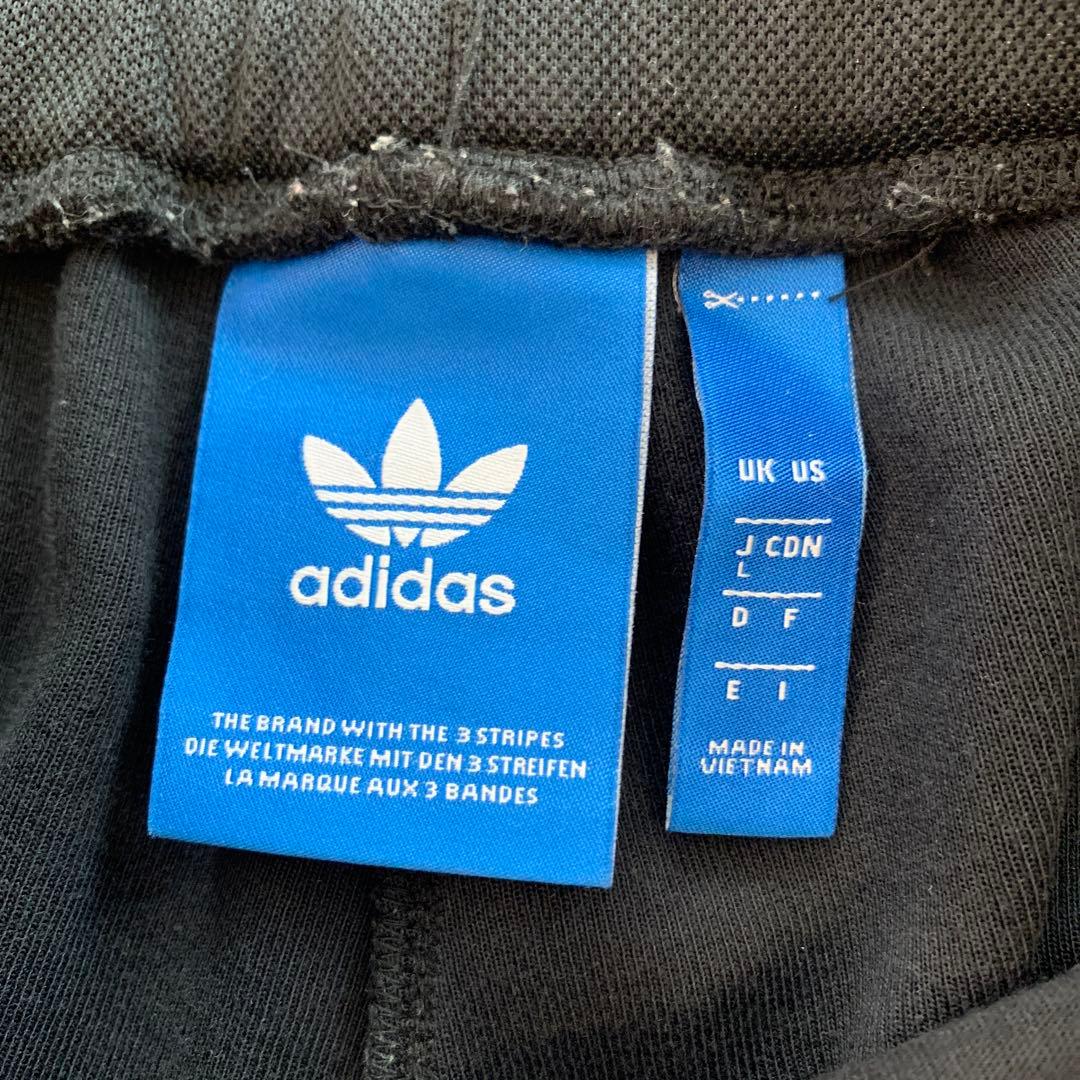 adidas
THE BRAND WITH THE 3 STRIPES
DIE WELTMARKE MIT DEN 3 STREIFEN
LA MARQUE AUX 3 BANDES
UK US
J CDN
L
D F
E I
MADE IN
VIETNAM